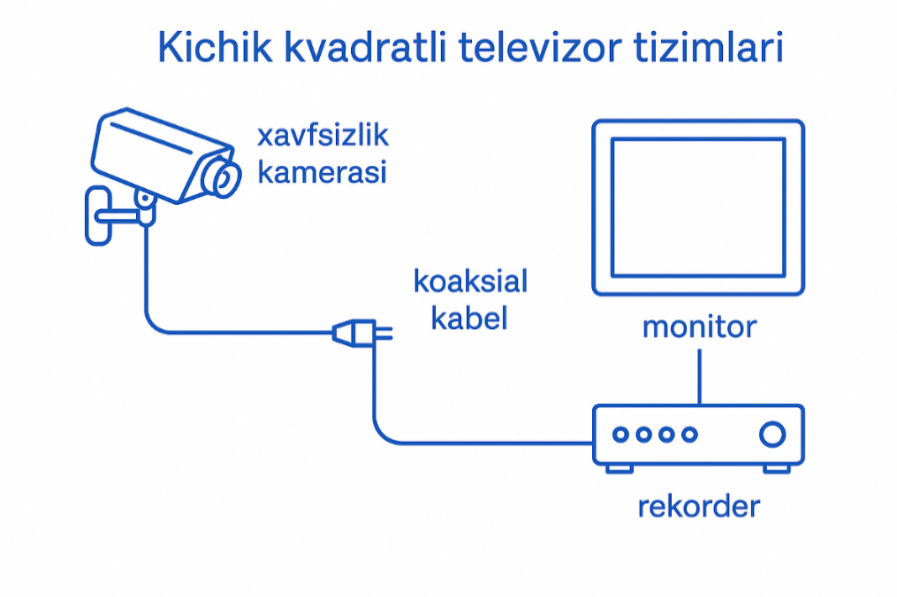 Kichik kvadratli televizor tizimlari
xavfsizlik
kamerasi
koaksial
kabel
monitor
rekorder